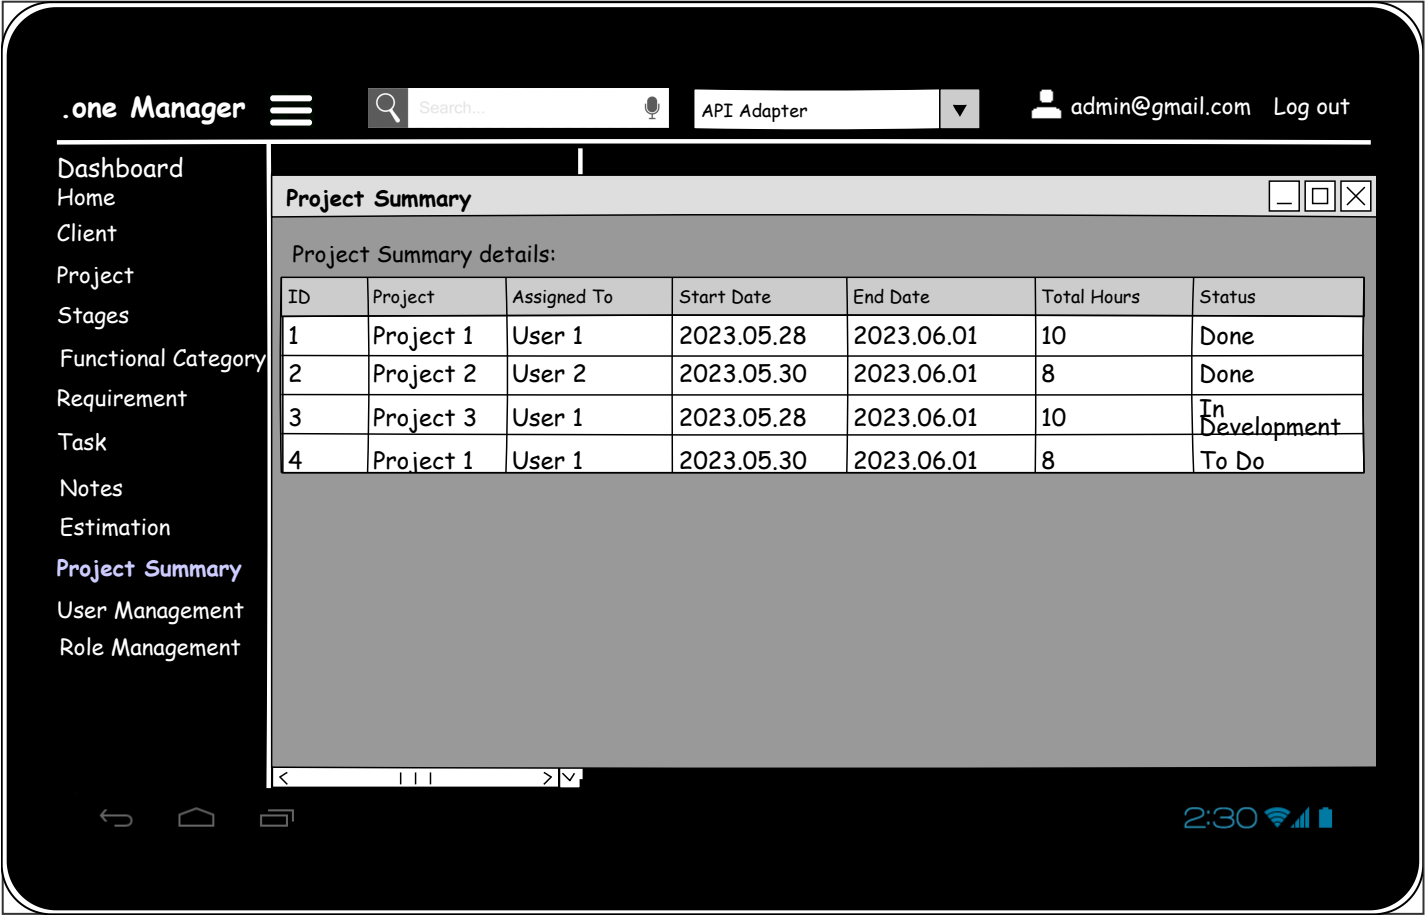 .one Manager
Search...
API Adapter
admin@gmail.com
Log out
Dashboard
Home
Client
Project
Stages
Functional Category
Requirement
Task
Notes
Estimation
Project Summary
User Management
Role Management
Project Summary
Project Summary details:
ID Project Assigned To Start Date End Date Total Hours Status
1 Project 1 User 1 2023.05.28 2023.06.01 10 Done
2 Project 2 User 2 2023.05.30 2023.06.01 8 Done
3 Project 3 User 1 2023.05.28 2023.06.01 10 In
Development
4 Project 1 User 1 2023.05.30 2023.06.01 8 To Do
2:30